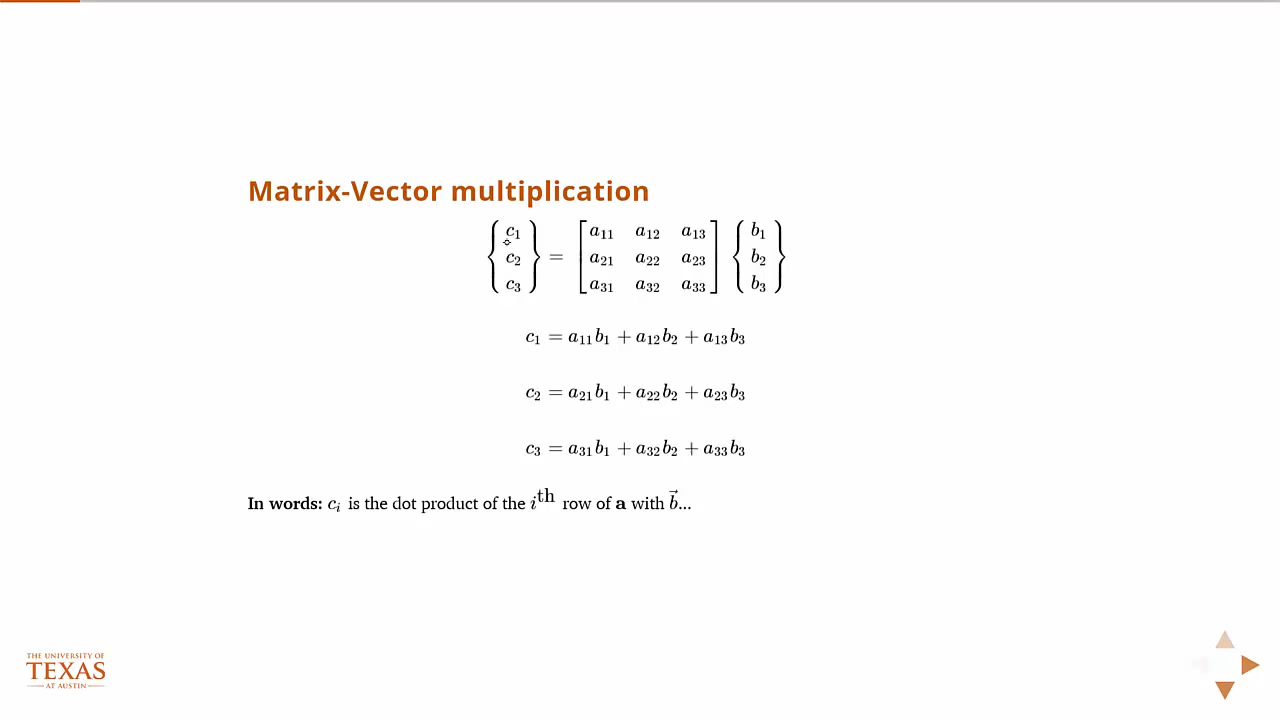 Matrix-Vector multiplication
{c₁ c₂ c₃} = [a₁₁ a₁₂ a₁₃ {b₁
a₂₁ a₂₂ a₂₃ b₂
a₃₁ a₃₂ a₃₃] b₃}
c₁ = a₁₁b₁ + a₁₂b₂ + a₁₃b₃
c₂ = a₂₁b₁ + a₂₂b₂ + a₂₃b₃
c₃ = a₃₁b₁ + a₃₂b₂ + a₃₃b₃
In words: cᵢ is the dot product of the iᵗʰ row of a with b⃗...
THE UNIVERSITY OF
TEXAS
AT AUSTIN